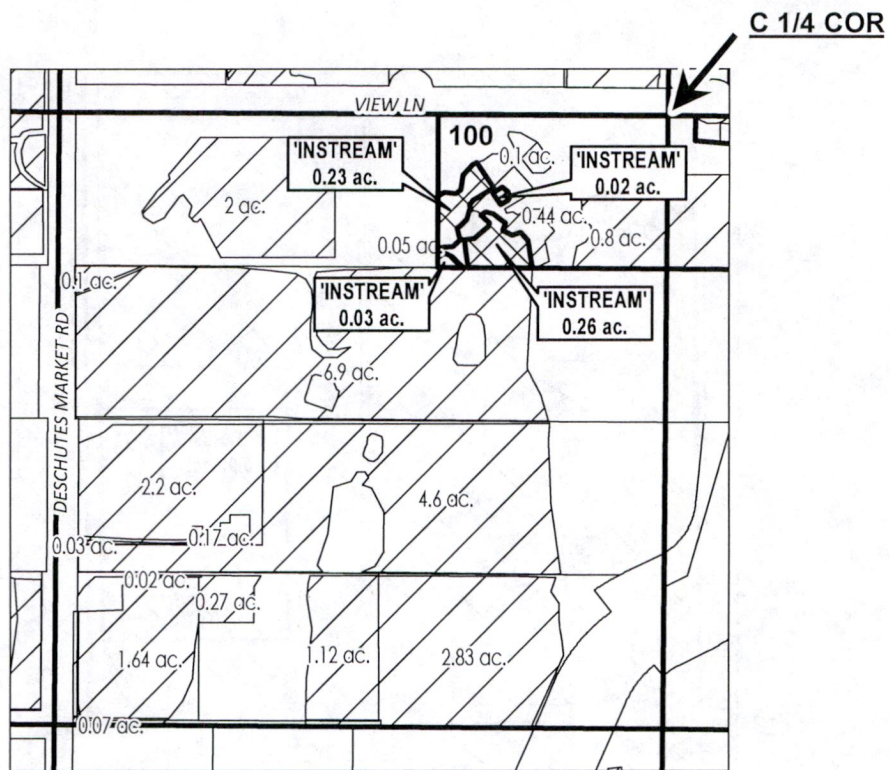 C 1/4 COR
VIEW LN
100
'INSTREAM'
0.23 ac.
0.1 ac.
'INSTREAM'
0.02 ac.
2 ac.
0.44 ac.
0.8 ac.
0.05 ac.
0.1 ac.
'INSTREAM'
0.03 ac.
'INSTREAM'
0.26 ac.
6.9 ac.
DESCHUTES MARKET RD
2.2 ac.
4.6 ac.
0.17 ac.
0.03 ac.
0.02 ac.
0.27 ac.
1.64 ac.
1.12 ac.
2.83 ac.
0.07 ac.